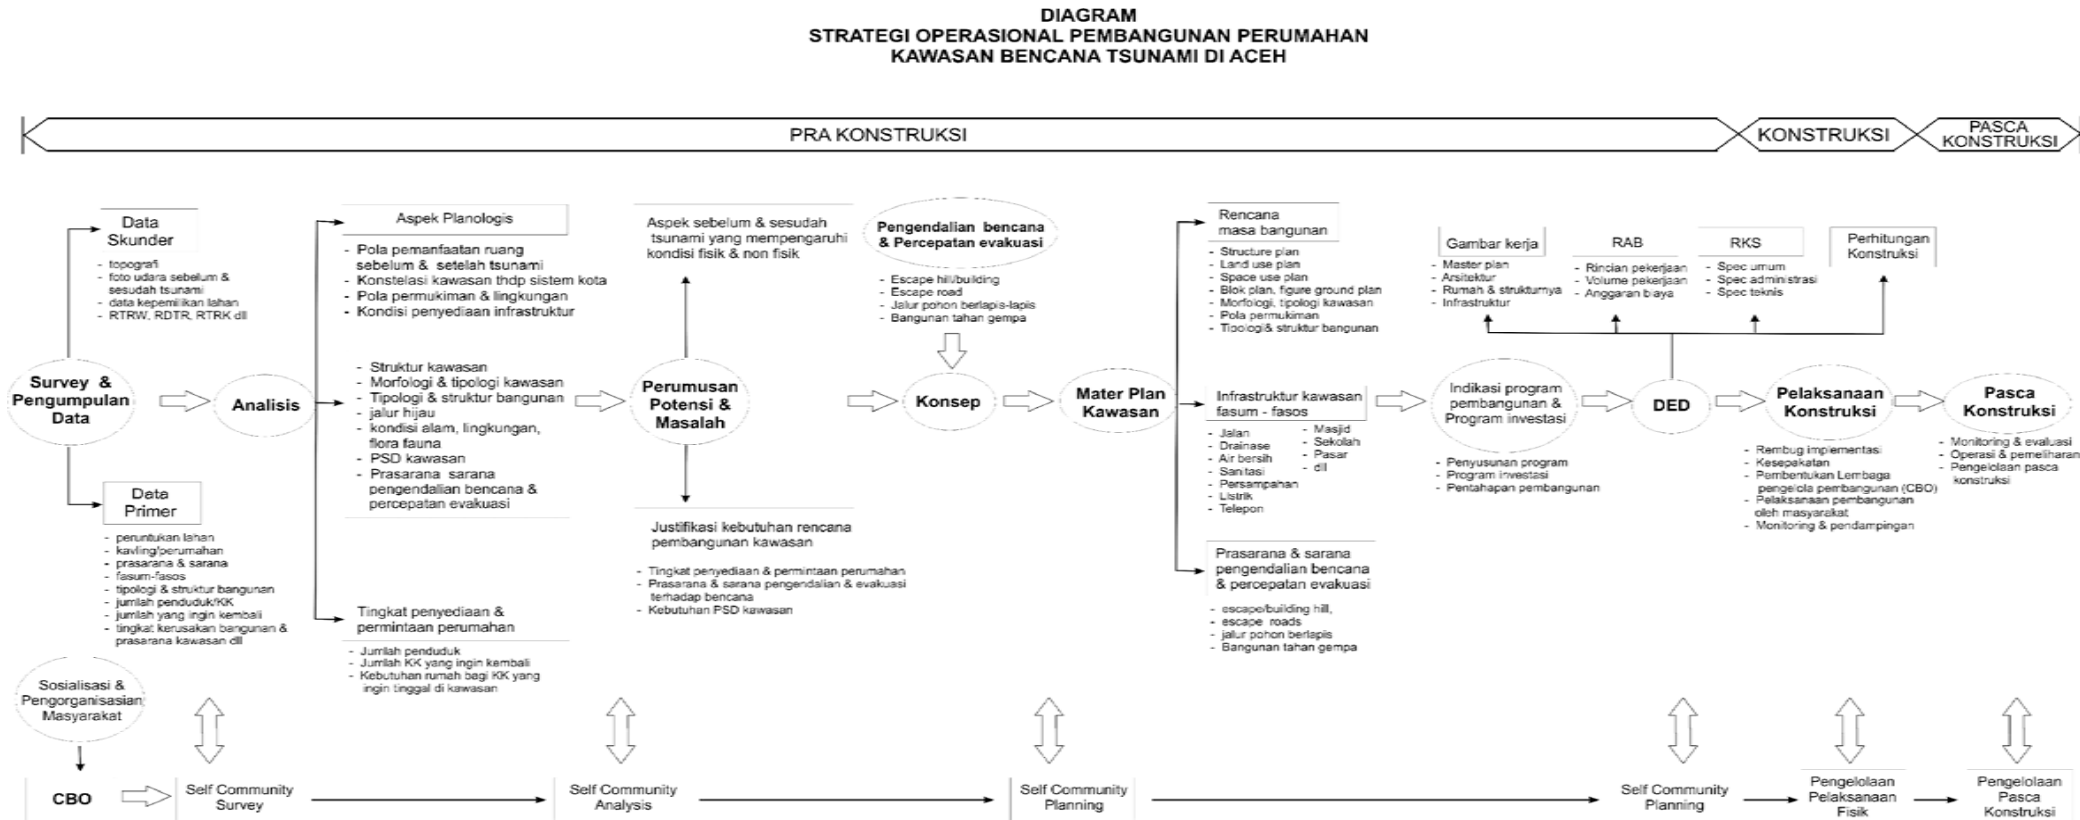 DIAGRAM
STRATEGI OPERASIONAL PEMBANGUNAN PERUMAHAN
KAWASAN BENCANA TSUNAMI DI ACEH
PRA KONSTRUKSI
KONSTRUKSI
PASCA
KONSTRUKSI
Data
Skunder
- topografi
- foto udara sebelum &
sesudah tsunami
- data kepemilikan lahan
- RTRW, RDTR, RTRK dll
Survey &
Pengumpulan
Data
Data
Primer
- peruntukan lahan
- kavling/perumahan
- prasarana & sarana
- fasum-fasos
- tipologi & struktur bangunan
- jumlah penduduk/KK
- jumlah yang ingin kembali
- tingkat kerusakan bangunan &
prasarana kawasan dll
Analisis
Aspek Planologis
- Pola pemanfaatan ruang
sebelum & setelah tsunami
- Konstelasi kawasan thdp sistem kota
- Pola permukiman & lingkungan
- Kondisi penyediaan infrastruktur
- Struktur kawasan
- Morfologi & tipologi kawasan
- Tipologi & struktur bangunan
- jalur hijau
- kondisi alam, lingkungan,
flora fauna
- PSD kawasan
- Prasarana sarana
pengendalian bencana &
percepatan evakuasi
Tingkat penyediaan &
permintaan perumahan
- Jumlah penduduk
- Jumlah KK yang ingin kembali
- Kebutuhan rumah bagi KK yang
ingin tinggal di kawasan
Aspek sebelum & sesudah
tsunami yang mempengaruhi
kondisi fisik & non fisik
Perumusan
Potensi &
Masalah
Justifikasi kebutuhan rencana
pembangunan kawasan
- Tingkat penyediaan & permintaan perumahan
- Prasarana & sarana pengendalian & evakuasi
terhadap bencana
- Kebutuhan PSD kawasan
Pengendalian bencana
& Percepatan evakuasi
- Escape hill/building
- Escape road
- Jalur pohon berlapis-lapis
- Bangunan tahan gempa
Konsep
Mater Plan
Kawasan
Rencana
masa bangunan
- Structure plan
- Land use plan
- Space use plan
- Blok plan, figure ground plan
- Morfologi, tipologi kawasan
- Pola pemukiman
- Tipologi& struktur bangunan
Infrastruktur kawasan
fasum - fasos
- Jalan
- Drainase
- Air bersih
- Sanitasi
- Persampahan
- Listrik
- Telepon
- Masjid
- Sekolah
- Pasar
- dll
Prasarana & sarana
pengendalian bencana
& percepatan evakuasi
- escape/building hill,
- escape roads
- jalur pohon berlapis
- Bangunan tahan gempa
Indikasi program
pembangunan &
Program investasi
- Penyusunan program
- Program investasi
- Pentahapan pembangunan
Gambar kerja
- Master plan
- Arsitektur
- Rumah & strukturnya
- Infrastruktur
RAB
- Rincian pekerjaan
- Volume pekerjaan
- Anggaran biaya
RKS
- Spec umum
- Spec administrasi
- Spec teknis
Perhitungan
Konstruksi
DED
Pelaksanaan
Konstruksi
- Rembug implementasi
- Kesepakatan
- Pembentukan Lembaga
pengelola pembangunan (CBO)
- Pelaksanaan pembangunan
oleh masyarakat
- Monitoring & pendampingan
Pasca
Konstruksi
- Monitoring & evaluasi
- Operasi & pemeliharan
- Pengelolaan pasca
konstruksi
Sosialisasi &
Pengorganisasian
Masyarakat
CBO
Self Community
Survey
Self Community
Analysis
Self Community
Planning
Self Community
Planning
Pengelolaan
Pelaksanaan
Fisik
Pengelolaan
Pasca
Konstruksi